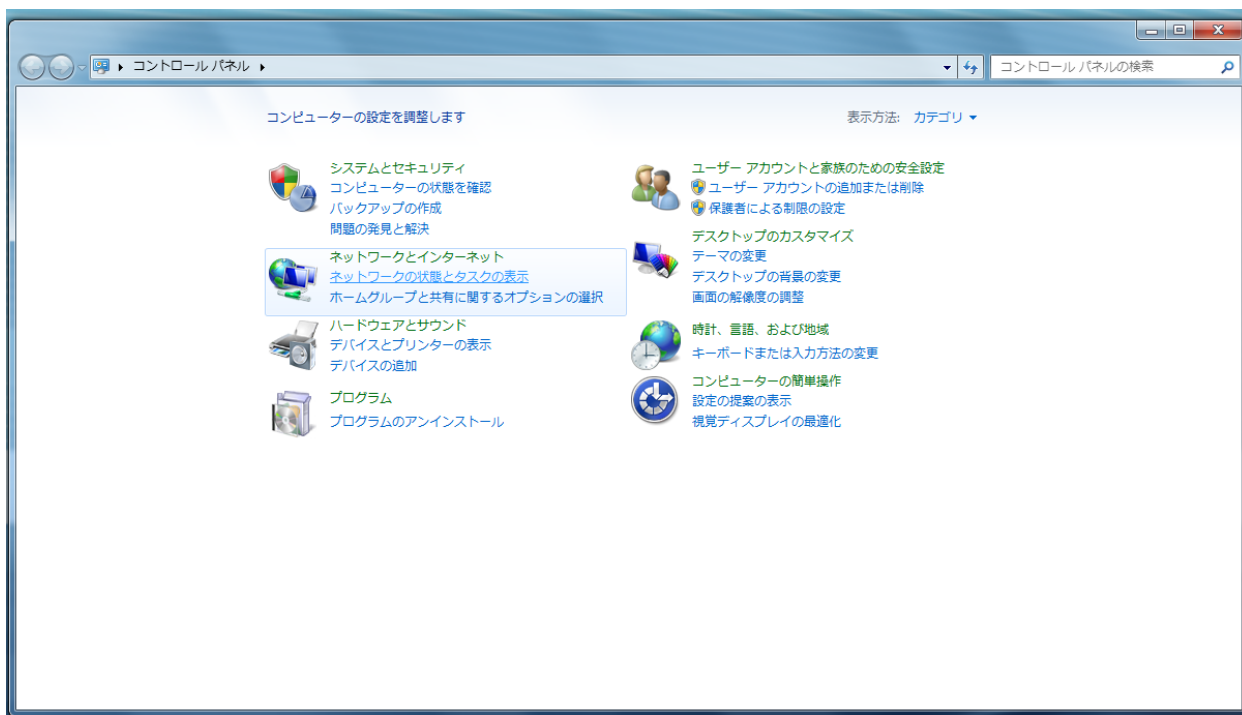 コントロール パネル
コントロール パネルの検索
コンピューターの設定を調整します
表示方法: カテゴリ
システムとセキュリティ
コンピューターの状態を確認
バックアップの作成
問題の発見と解決
ネットワークとインターネット
ネットワークの状態とタスクの表示
ホームグループと共有に関するオプションの選択
ハードウェアとサウンド
デバイスとプリンターの表示
デバイスの追加
プログラム
プログラムのアンインストール
ユーザー アカウントと家族のための安全設定
ユーザー アカウントの追加または削除
保護者による制限の設定
デスクトップのカスタマイズ
テーマの変更
デスクトップの背景の変更
画面の解像度の調整
時計、言語、および地域
キーボードまたは入力方法の変更
コンピューターの簡単操作
設定の提案の表示
視覚ディスプレイの最適化